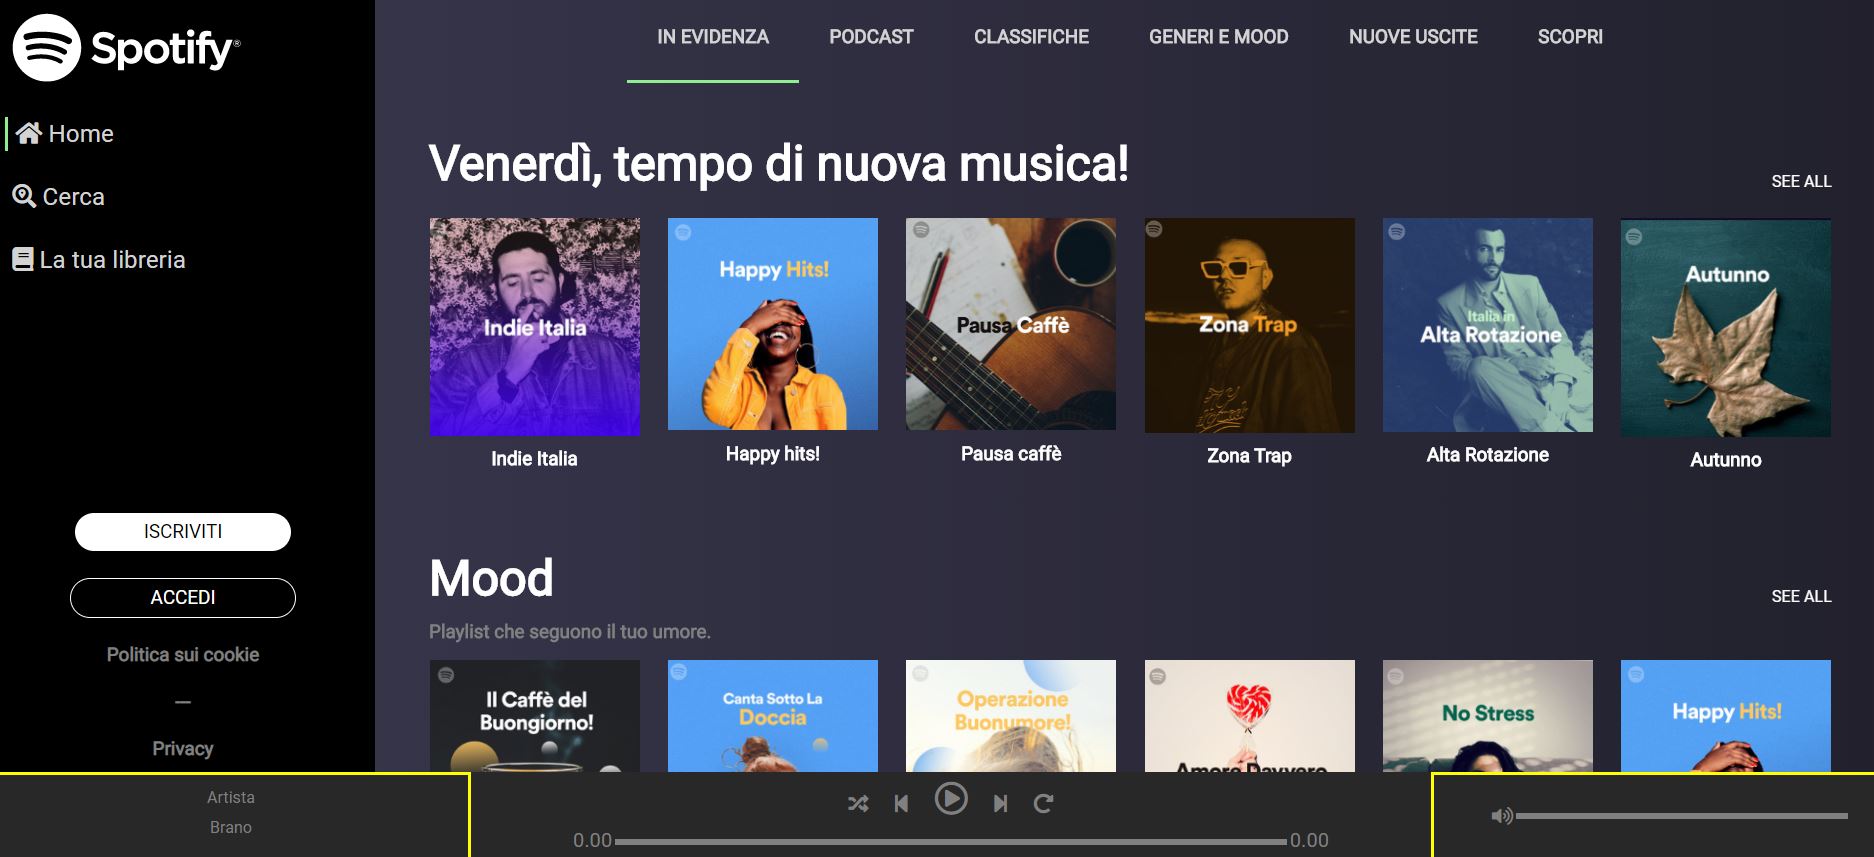 Spotify®
Home
Cerca
La tua libreria
ISCRIVITI
ACCEDI
Politica sui cookie
—
Privacy
IN EVIDENZA
PODCAST
CLASSIFICHE
GENERI E MOOD
NUOVE USCITE
SCOPRI
Venerdì, tempo di nuova musica!
SEE ALL
Indie Italia
Happy Hits!
Pausa Caffè
Zona Trap
Italia in
Alta Rotazione
Autunno
Indie Italia
Happy hits!
Pausa caffè
Zona Trap
Alta Rotazione
Autunno
Mood
SEE ALL
Playlist che seguono il tuo umore.
Il Caffè del
Buongiorno!
Canta Sotto La
Doccia
Operazione
Buonumore!
Amore Davvero
No Stress
Happy Hits!
Artista
Brano
0.00
0.00